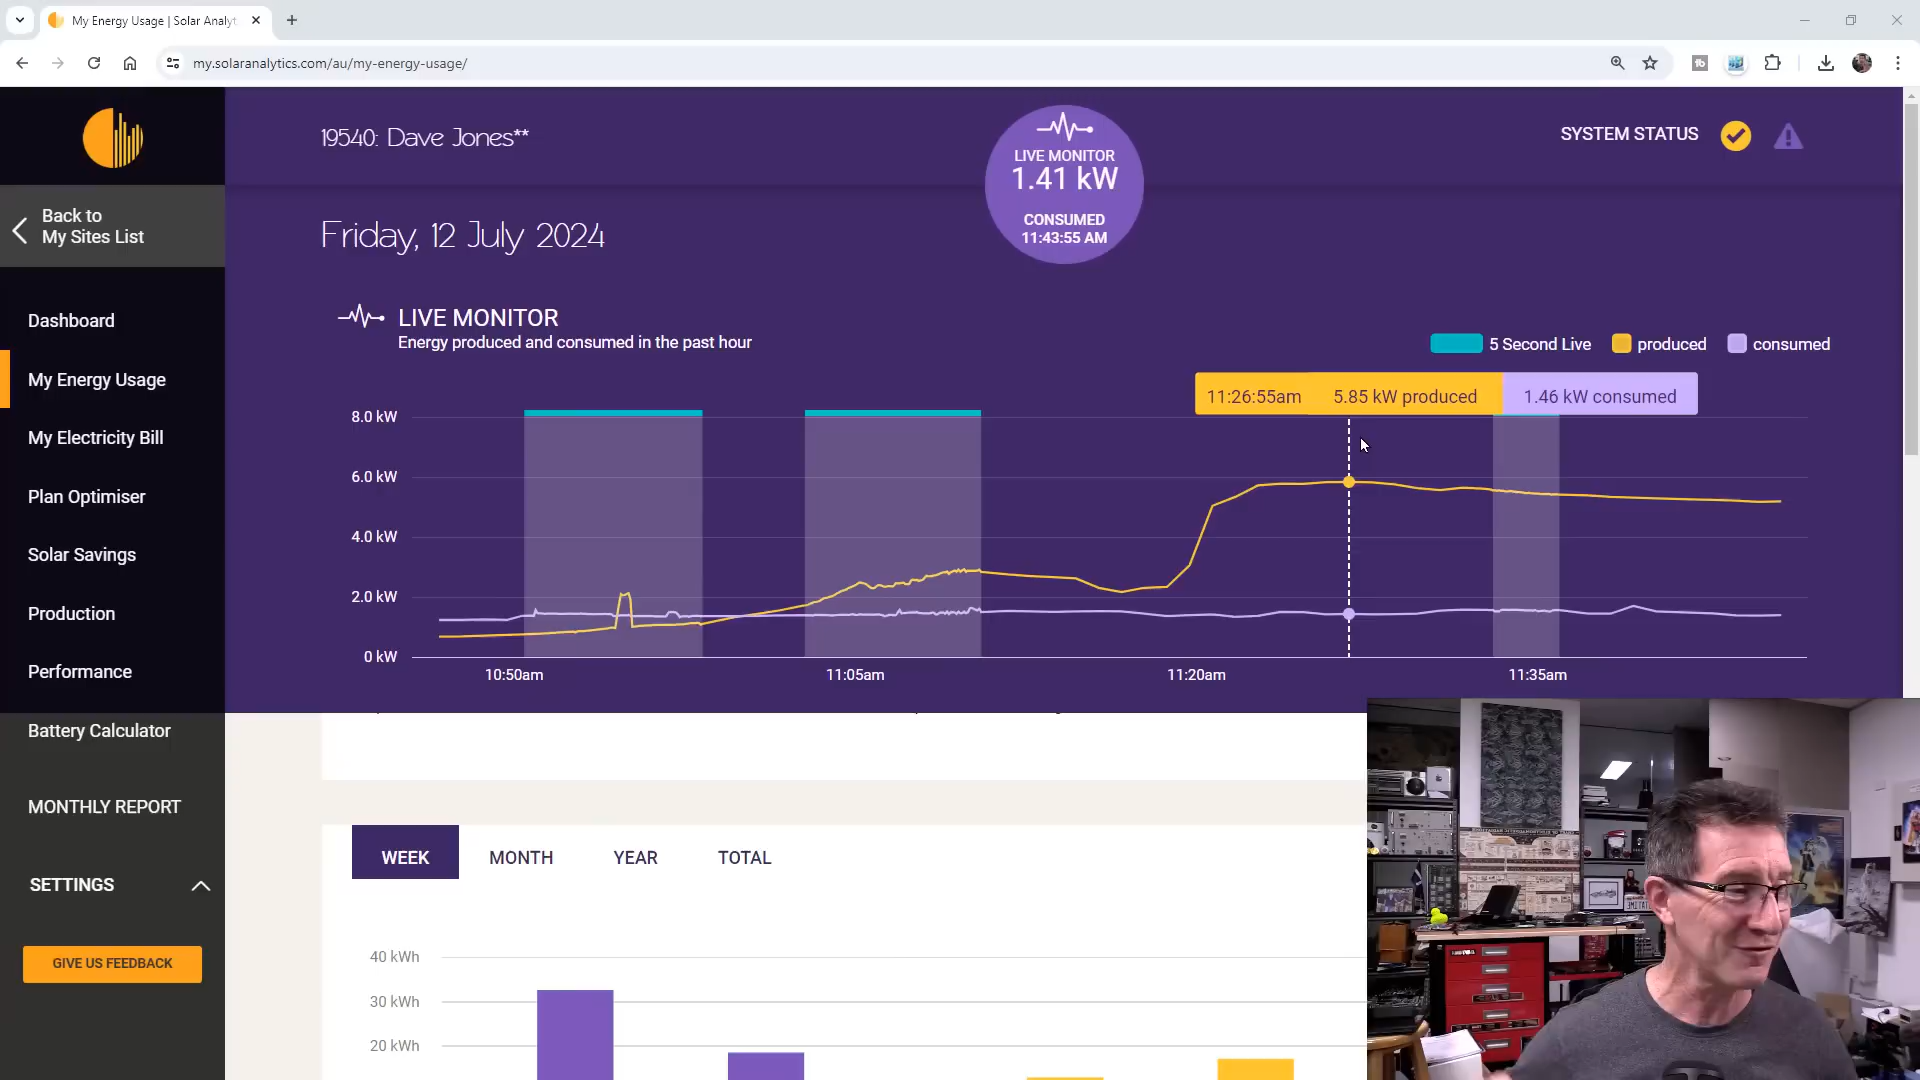 My Energy Usage | Solar Analyt
my.solaranalytics.com/au/my-energy-usage/
19540: Dave Jones**
LIVE MONITOR
1.41 kW
CONSUMED
11:43:55 AM
SYSTEM STATUS
Back to
My Sites List
Friday, 12 July 2024
LIVE MONITOR
Energy produced and consumed in the past hour
5 Second Live
produced
consumed
11:26:55am
5.85 kW produced
1.46 kW consumed
8.0 kW
6.0 kW
4.0 kW
2.0 kW
0 kW
10:50am
11:05am
11:20am
11:35am
Dashboard
My Energy Usage
My Electricity Bill
Plan Optimiser
Solar Savings
Production
Performance
Battery Calculator
MONTHLY REPORT
SETTINGS
GIVE US FEEDBACK
WEEK
MONTH
YEAR
TOTAL
40 kWh
30 kWh
20 kWh